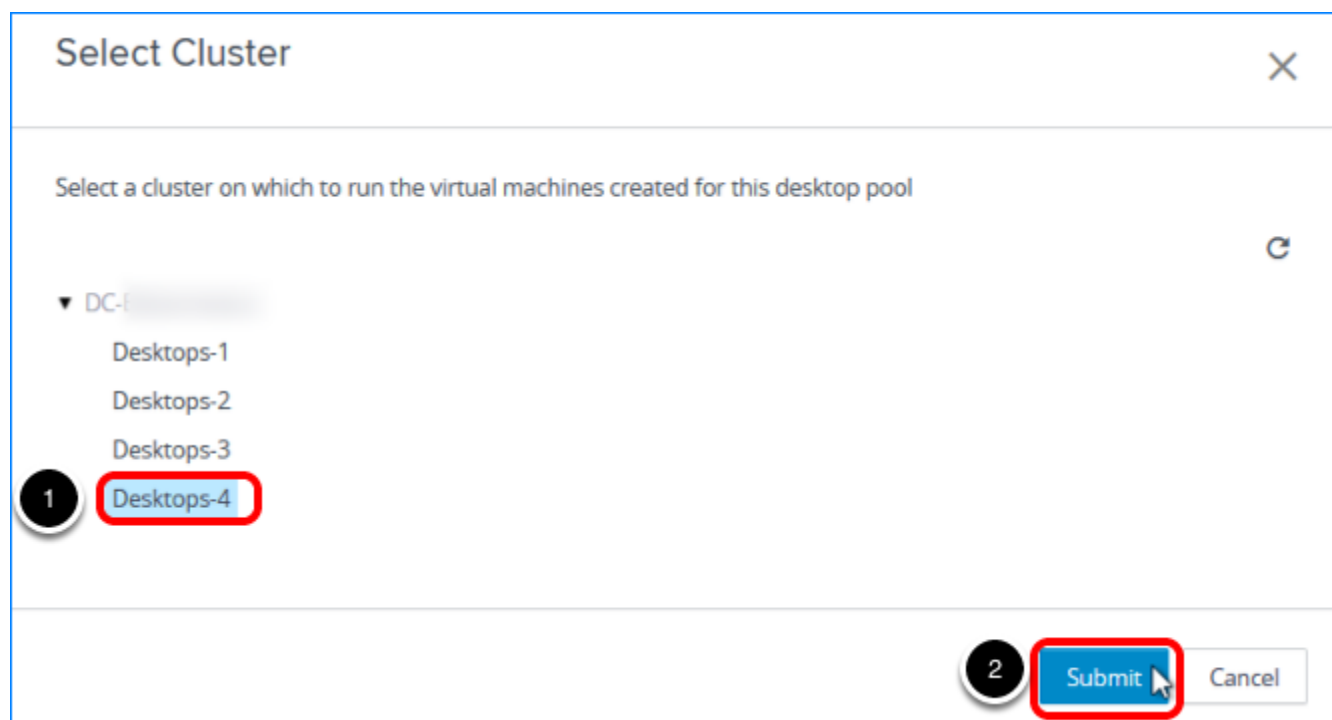 Select Cluster
Select a cluster on which to run the virtual machines created for this desktop pool
DC-
Desktops-1
Desktops-2
Desktops-3
1 Desktops-4
2 Submit Cancel